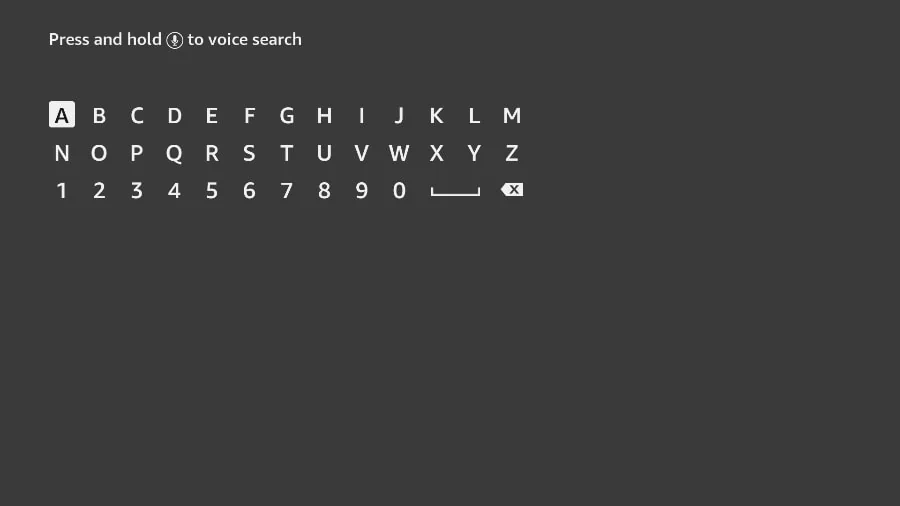 Press and hold to voice search
A B C D E F G H I J K L M
N O P Q R S T U V W X Y Z
1 2 3 4 5 6 7 8 9 0